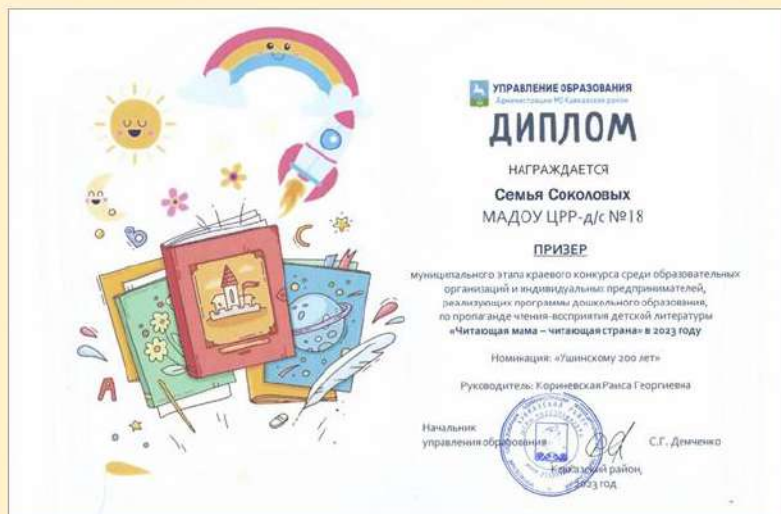 УПРАВЛЕНИЕ ОБРАЗОВАНИЯ
Администрации МО Кавказский район
ДИПЛОМ
НАГРАЖДАЕТСЯ
Семья Соколовых
МАДОУ ЦРР-д/с №18
ПРИЗЕР
муниципального этапа краевого конкурса среди образовательных
организаций и индивидуальных предпринимателей,
реализующих программы дошкольного образования,
по пропаганде чтения-восприятия детской литературы
«Читающая мама – читающая страна» в 2023 году
Номинация: «Ушинскому 200 лет»
Руководитель: Кориневская Раиса Георгиевна
Начальник
управления образования
С.Г. Демченко
Кавказский район,
2023 год
А